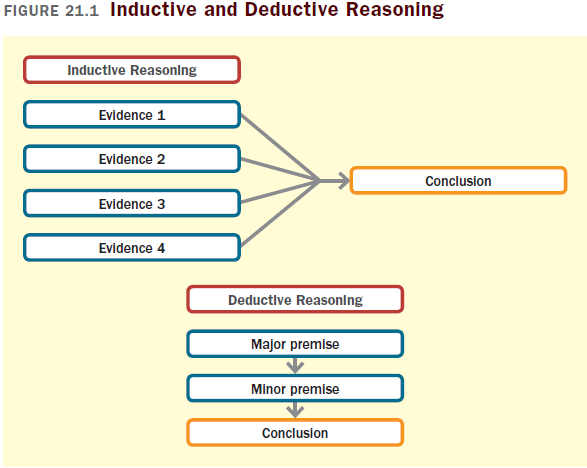 FIGURE 21.1 Inductive and Deductive Reasoning
Inductive Reasoning
Evidence 1
Evidence 2
Evidence 3
Evidence 4
Conclusion
Deductive Reasoning
Major premise
Minor premise
Conclusion